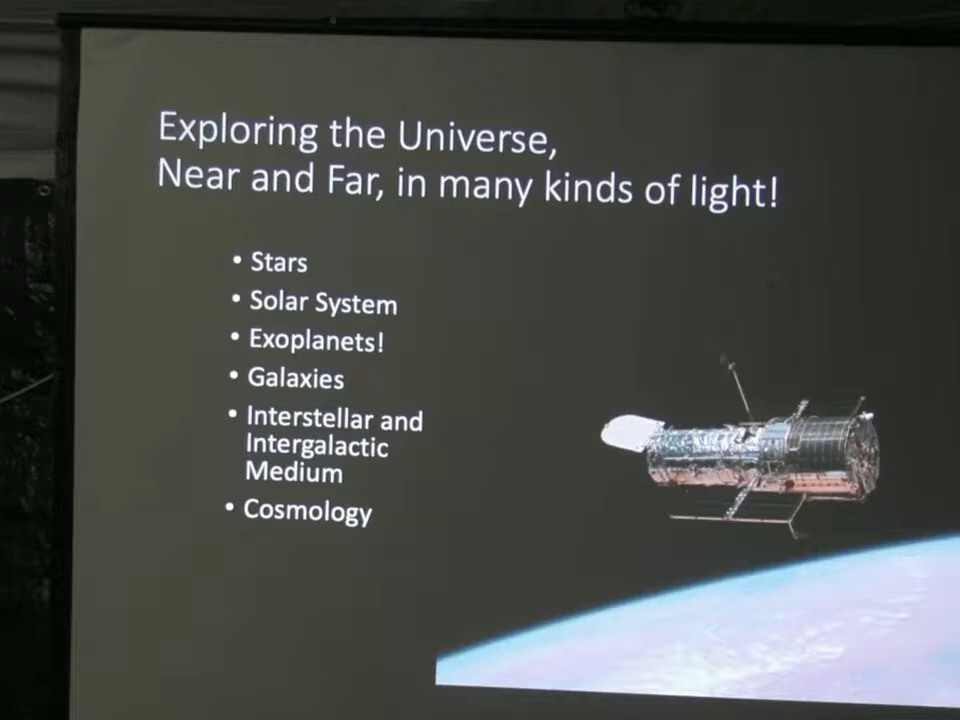 Exploring the Universe,
Near and Far, in many kinds of light!
• Stars
• Solar System
• Exoplanets!
• Galaxies
• Interstellar and
Intergalactic
Medium
• Cosmology